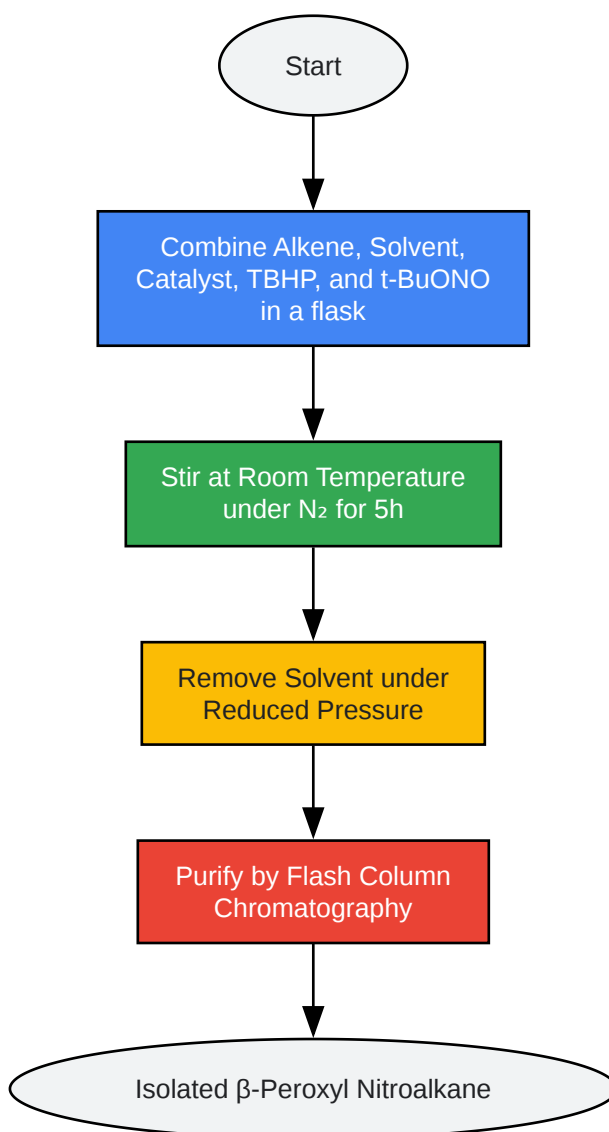 Start
Combine Alkene, Solvent,
Catalyst, TBHP, and t-BuONO
in a flask
Stir at Room Temperature
under N₂ for 5h
Remove Solvent under
Reduced Pressure
Purify by Flash Column
Chromatography
Isolated β-Peroxyl Nitroalkane